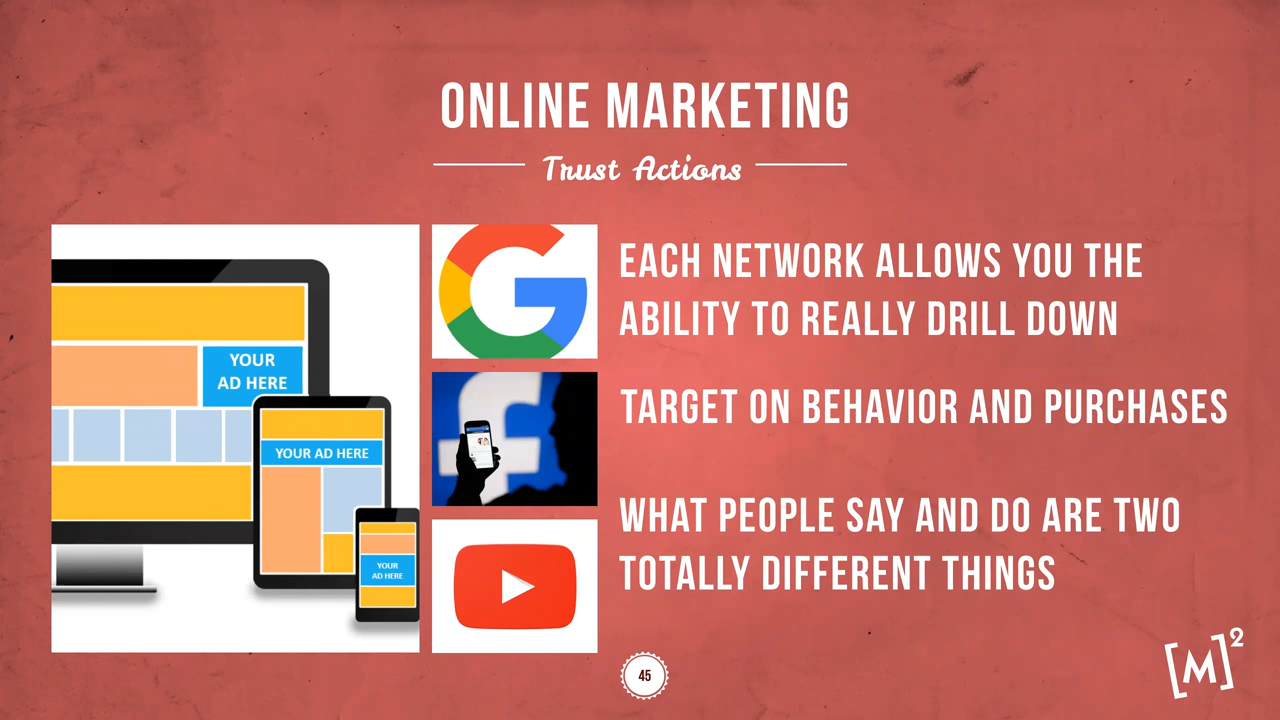 ONLINE MARKETING
Trust Actions
YOUR
AD HERE
YOUR AD HERE
YOUR
AD HERE
EACH NETWORK ALLOWS YOU THE
ABILITY TO REALLY DRILL DOWN
TARGET ON BEHAVIOR AND PURCHASES
WHAT PEOPLE SAY AND DO ARE TWO
TOTALLY DIFFERENT THINGS
45
[M]²